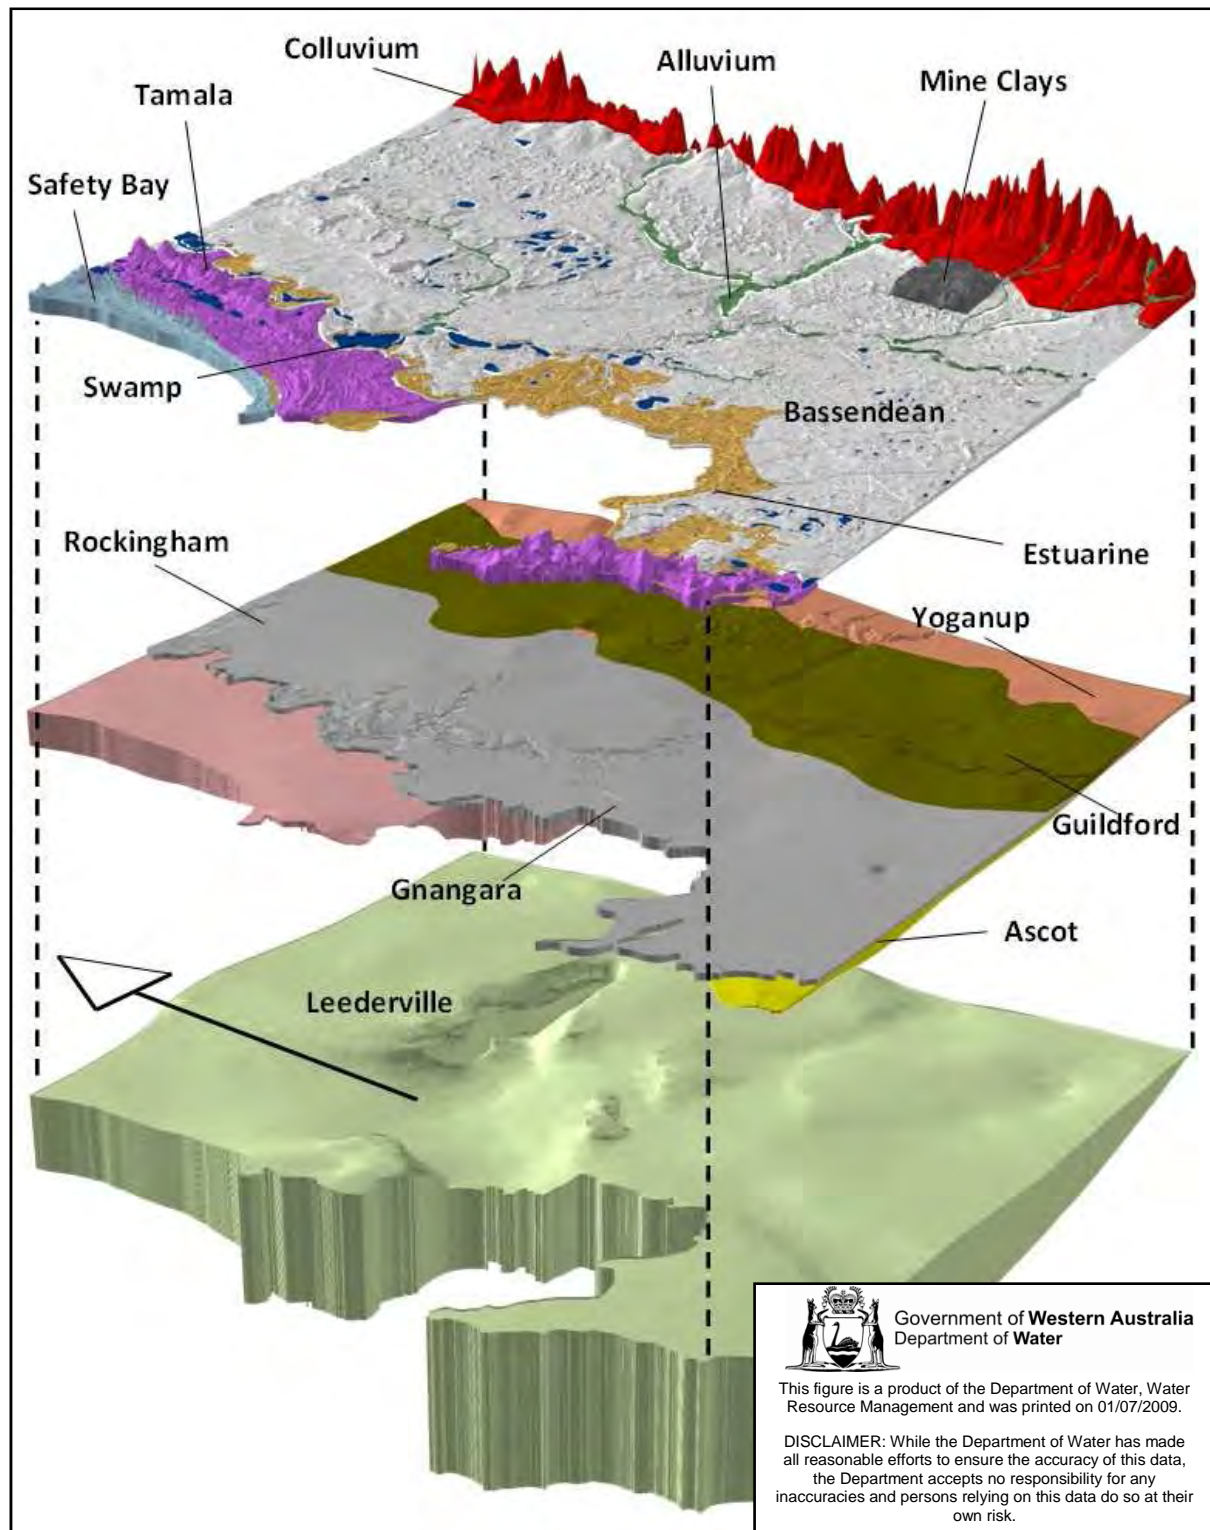 Colluvium
Alluvium
Mine Clays
Tamala
Safety Bay
Swamp
Bassendean
Rockingham
Estuarine
Yoganup
Guildford
Gnangara
Ascot
Leederville
Government of Western Australia
Department of Water
This figure is a product of the Department of Water, Water
Resource Management and was printed on 01/07/2009.
DISCLAIMER: While the Department of Water has made
all reasonable efforts to ensure the accuracy of this data,
the Department accepts no responsibility for any
inaccuracies and persons relying on this data do so at their
own risk.